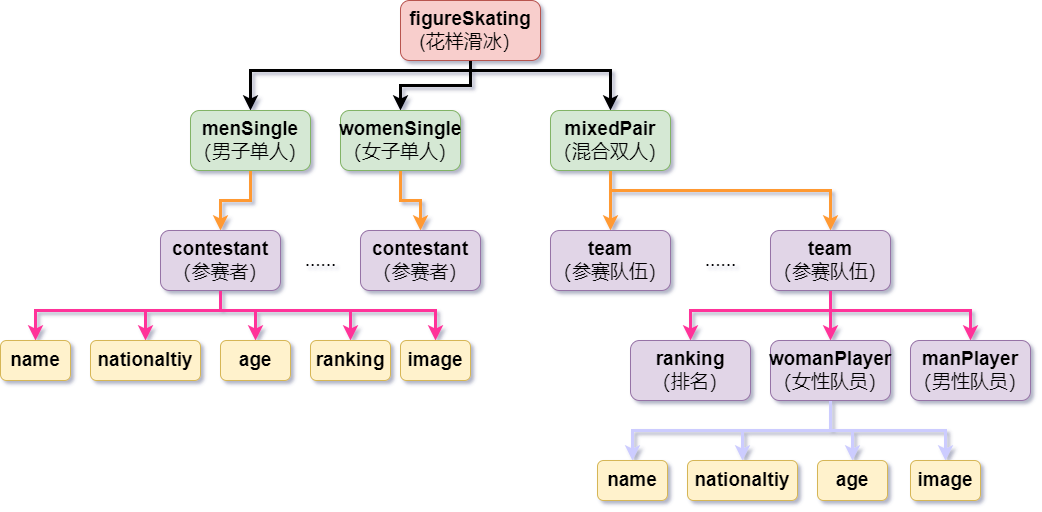 figureSkating
(花样滑冰)
menSingle
(男子单人)
womenSingle
(女子单人)
mixedPair
(混合双人)
contestant
(参赛者)
......
contestant
(参赛者)
team
(参赛队伍)
......
team
(参赛队伍)
name
nationaltiy
age
ranking
image
ranking
(排名)
womanPlayer
(女性队员)
manPlayer
(男性队员)
name
nationaltiy
age
image